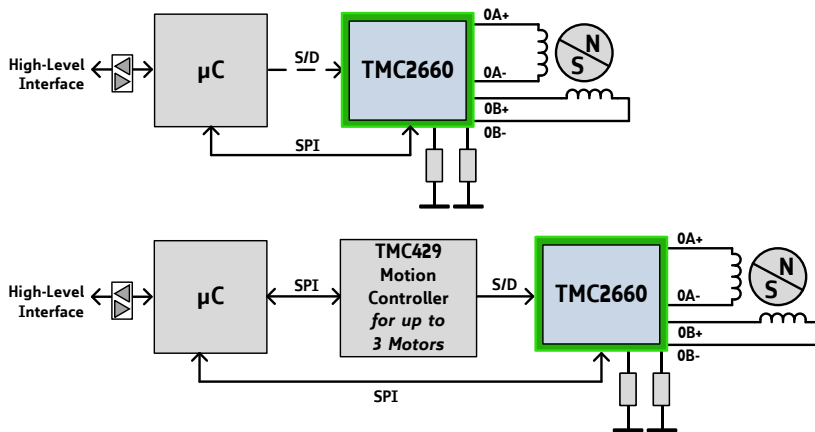 0A+
High-Level
Interface
µC
S/D
TMC2660
N
S
0A-
0B+
0B-
SPI
TMC429
Motion
Controller
for up to
3 Motors
0A+
High-Level
Interface
µC
SPI
S/D
TMC2660
N
S
0A-
0B+
0B-
SPI